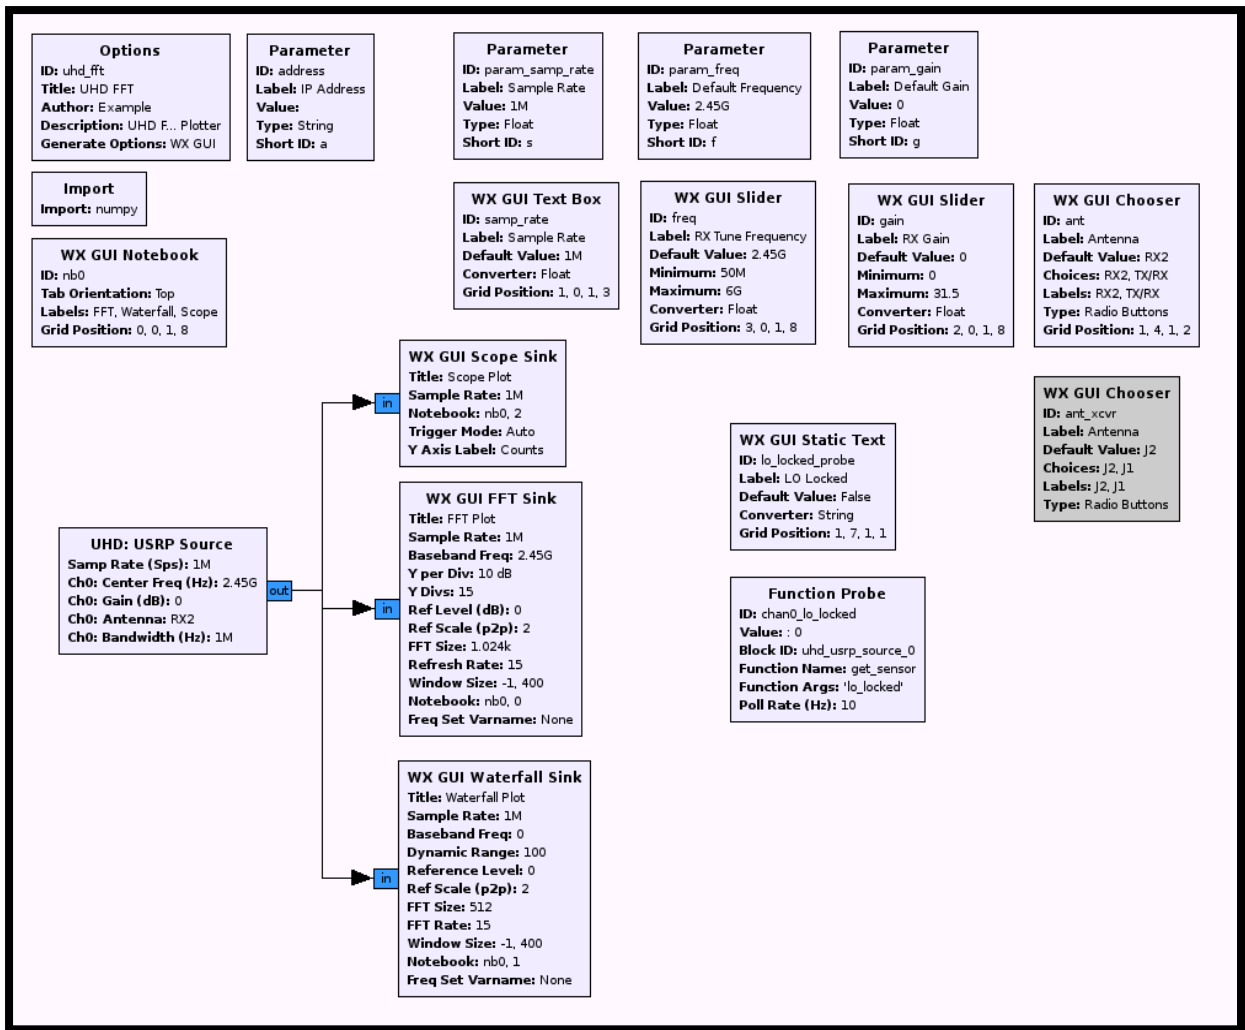 Options
ID: uhd_fft
Title: UHD FFT
Author: Example
Description: UHD F... Plotter
Generate Options: WX GUI
Parameter
ID: address
Label: IP Address
Value:
Type: String
Short ID: a
Parameter
ID: param_samp_rate
Label: Sample Rate
Value: 1M
Type: Float
Short ID: s
Parameter
ID: param_freq
Label: Default Frequency
Value: 2.45G
Type: Float
Short ID: f
Parameter
ID: param_gain
Label: Default Gain
Value: 0
Type: Float
Short ID: g
Import
Import: numpy
WX GUI Notebook
ID: nb0
Tab Orientation: Top
Labels: FFT, Waterfall, Scope
Grid Position: 0, 0, 1, 8
WX GUI Text Box
ID: samp_rate
Label: Sample Rate
Default Value: 1M
Converter: Float
Grid Position: 1, 0, 1, 3
WX GUI Slider
ID: freq
Label: RX Tune Frequency
Default Value: 2.45G
Minimum: 50M
Maximum: 6G
Converter: Float
Grid Position: 3, 0, 1, 8
WX GUI Slider
ID: gain
Label: RX Gain
Default Value: 0
Minimum: 0
Maximum: 31.5
Converter: Float
Grid Position: 2, 0, 1, 8
WX GUI Chooser
ID: ant
Label: Antenna
Default Value: RX2
Choices: RX2, TX/RX
Labels: RX2, TX/RX
Type: Radio Buttons
Grid Position: 1, 4, 1, 2
WX GUI Scope Sink
Title: Scope Plot
Sample Rate: 1M
Notebook: nb0, 2
Trigger Mode: Auto
Y Axis Label: Counts
in
WX GUI Chooser
ID: ant_xcvr
Label: Antenna
Default Value: J2
Choices: J2, J1
Labels: J2, J1
Type: Radio Buttons
WX GUI Static Text
ID: lo_locked_probe
Label: LO Locked
Default Value: False
Converter: String
Grid Position: 1, 7, 1, 1
UHD: USRP Source
Samp Rate (Sps): 1M
Ch0: Center Freq (Hz): 2.45G
Ch0: Gain (dB): 0
Ch0: Antenna: RX2
Ch0: Bandwidth (Hz): 1M
out
WX GUI FFT Sink
Title: FFT Plot
Sample Rate: 1M
Baseband Freq: 2.45G
Y per Div: 10 dB
Y Divs: 15
Ref Level (dB): 0
Ref Scale (p2p): 2
FFT Size: 1.024k
Refresh Rate: 15
Window Size: -1, 400
Notebook: nb0, 0
Freq Set Varname: None
in
Function Probe
ID: chan0_lo_locked
Value: : 0
Block ID: uhd_usrp_source_0
Function Name: get_sensor
Function Args: 'lo_locked'
Poll Rate (Hz): 10
WX GUI Waterfall Sink
Title: Waterfall Plot
Sample Rate: 1M
Baseband Freq: 0
Dynamic Range: 100
Reference Level: 0
Ref Scale (p2p): 2
FFT Size: 512
FFT Rate: 15
Window Size: -1, 400
Notebook: nb0, 1
Freq Set Varname: None
in